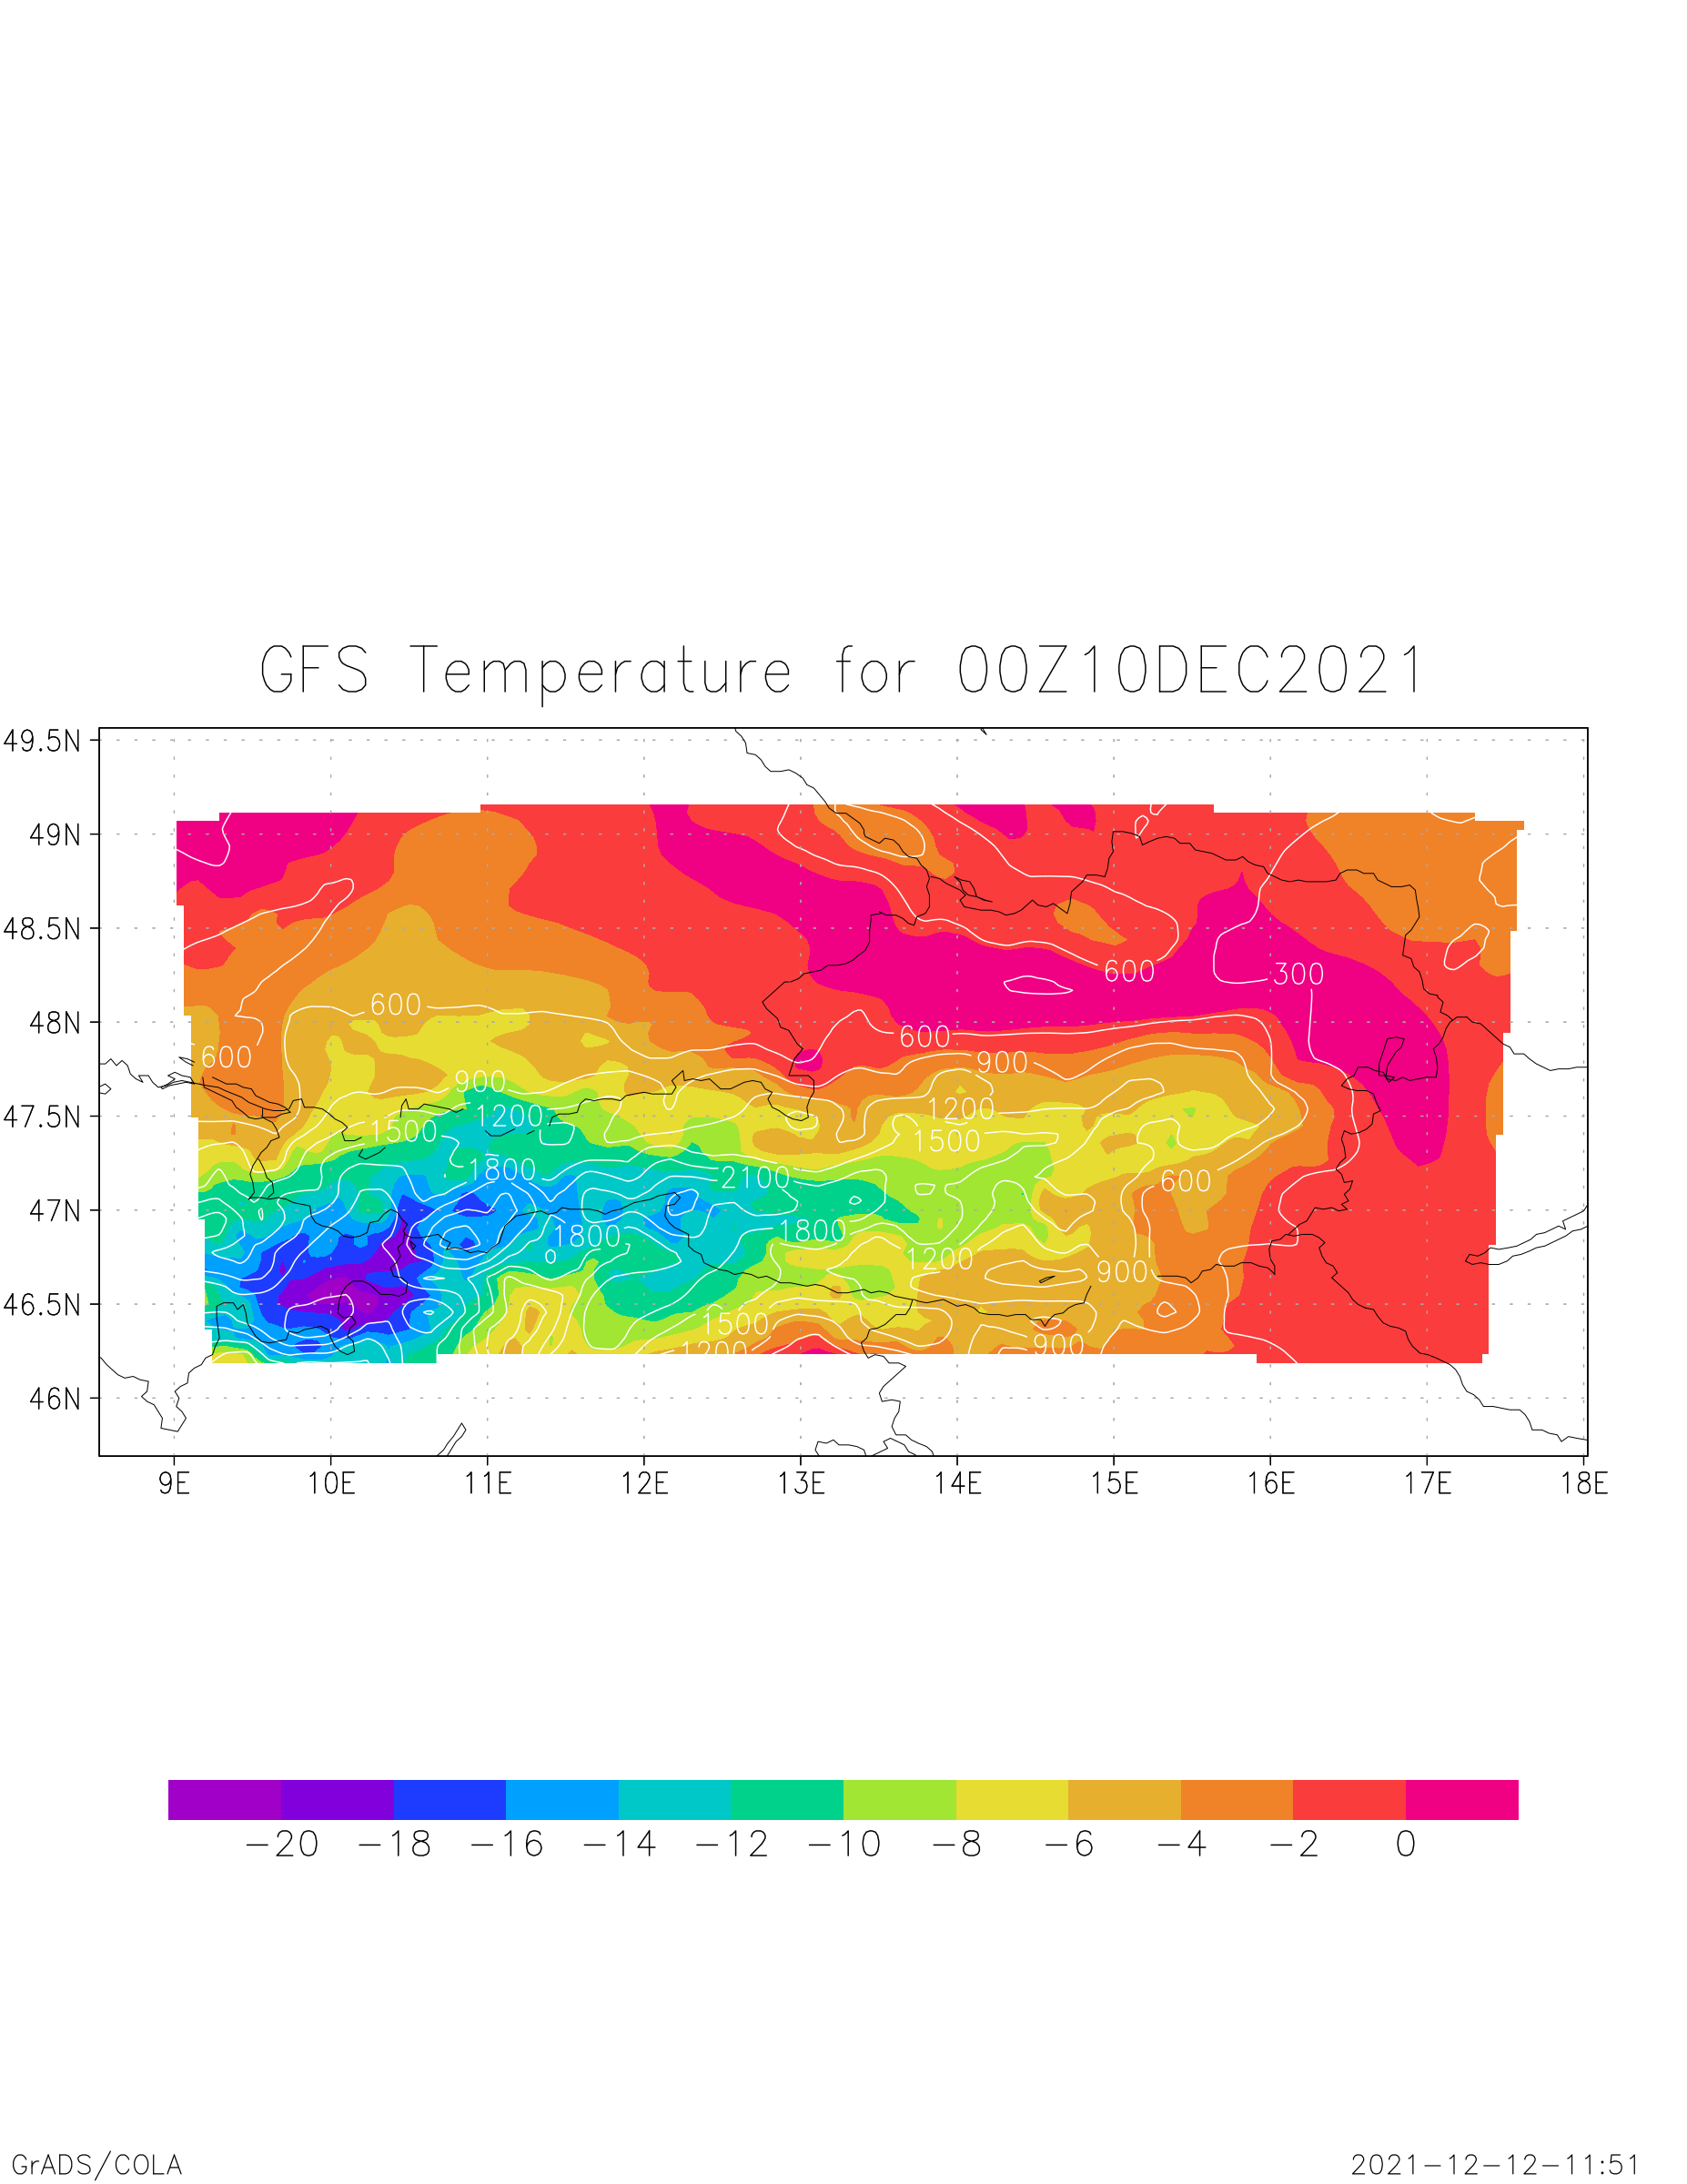 GFS Temperature for 00Z10DEC2021
49.5N
49N
600
300
48.5N
600
48N
600
600
900
900
1200
1200
47.5N
1500
1500
1800
2100
600
47N
1800
1800
1200
900
46.5N
1500
900
1200
46N
9E 10E 11E 12E 13E 14E 15E 16E 17E 18E
-20 -18 -16 -14 -12 -10 -8 -6 -4 -2 0
GrADS/COLA 2021-12-12-11:51